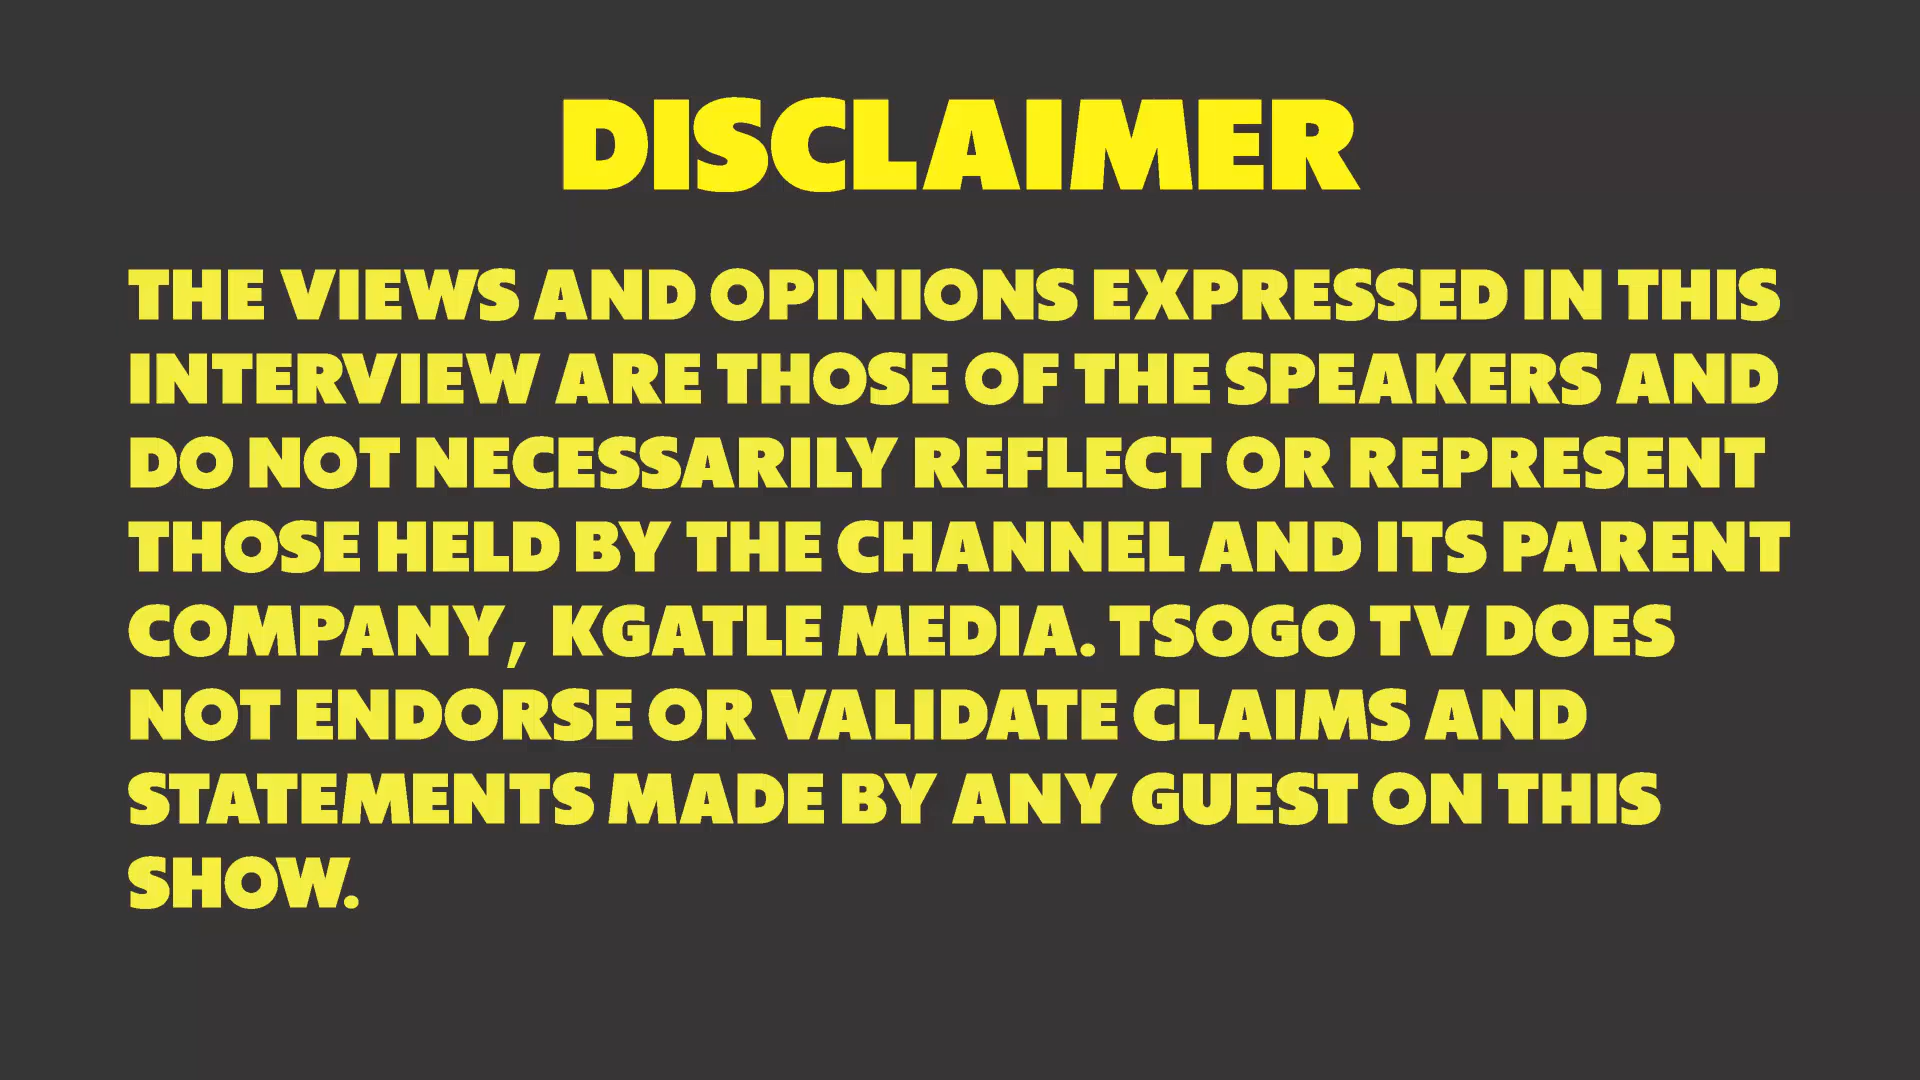 DISCLAIMER
THE VIEWS AND OPINIONS EXPRESSED IN THIS
INTERVIEW ARE THOSE OF THE SPEAKERS AND
DO NOT NECESSARILY REFLECT OR REPRESENT
THOSE HELD BY THE CHANNEL AND ITS PARENT
COMPANY, KGATLE MEDIA. TSOGO TV DOES
NOT ENDORSE OR VALIDATE CLAIMS AND
STATEMENTS MADE BY ANY GUEST ON THIS
SHOW.